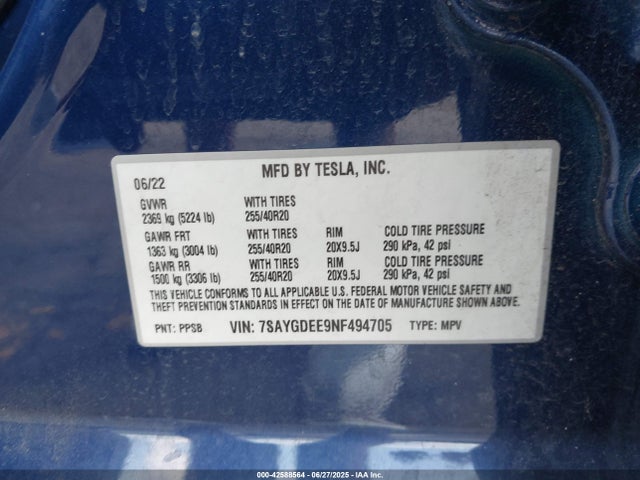 MFD BY TESLA, INC.
06/22
GVWR WITH TIRES
2369 kg (5224 lb) 255/40R20
GAWR FRT WITH TIRES RIM COLD TIRE PRESSURE
1363 kg (3004 lb) 255/40R20 20X9.5J 290 kPa, 42 psi
GAWR RR WITH TIRES RIM COLD TIRE PRESSURE
1500 kg (3306 lb) 255/40R20 20X9.5J 290 kPa, 42 psi
THIS VEHICLE CONFORMS TO ALL APPLICABLE U.S. FEDERAL MOTOR VEHICLE SAFETY AND
THEFT PREVENTION STANDARDS IN EFFECT ON THE DATE OF MANUFACTURE SHOWN ABOVE.
PNT: PPSB VIN: 7SAYGDEE9NF494705 TYPE: MPV
000-42588564 - 06/27/2025 - IAA Inc.